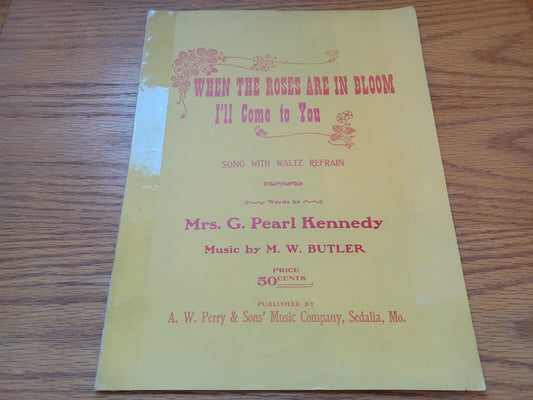 WHEN THE ROSES ARE IN BLOOM
I'll Come to You
SONG WITH WALTZ REFRAIN
Words by
Mrs. G. Pearl Kennedy
Music by M. W. BUTLER
PRICE
50 CENTS
PUBLISHED BY
A. W. Perry & Sons' Music Company, Sedalia, Mo.